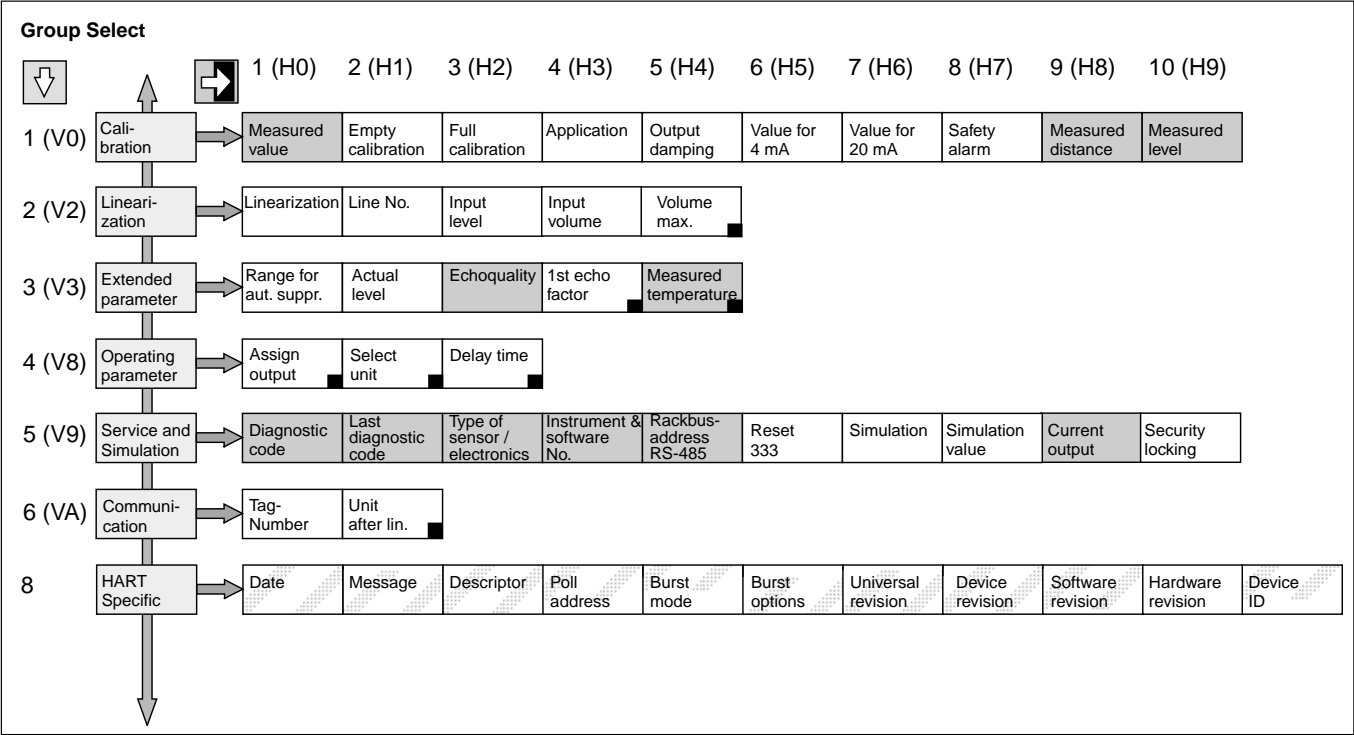 Group Select
1 (H0) 2 (H1) 3 (H2) 4 (H3) 5 (H4) 6 (H5) 7 (H6) 8 (H7) 9 (H8) 10 (H9)
1 (V0)
Cali-
bration
Measured
value
Empty
calibration
Full
calibration
Application
Output
damping
Value for
4 mA
Value for
20 mA
Safety
alarm
Measured
distance
Measured
level
2 (V2)
Lineari-
zation
Linearization
Line No.
Input
level
Input
volume
Volume
max.
3 (V3)
Extended
parameter
Range for
aut. suppr.
Actual
level
Echoquality
1st echo
factor
Measured
temperature
4 (V8)
Operating
parameter
Assign
output
Select
unit
Delay time
5 (V9)
Service and
Simulation
Diagnostic
code
Last
diagnostic
code
Type of
sensor /
electronics
Instrument &
software
No.
Rackbus-
address
RS-485
Reset
333
Simulation
Simulation
value
Current
output
Security
locking
6 (VA)
Communi-
cation
Tag-
Number
Unit
after lin.
8
HART
Specific
Date
Message
Descriptor
Poll
address
Burst
mode
Burst
options
Universal
revision
Device
revision
Software
revision
Hardware
revision
Device
ID